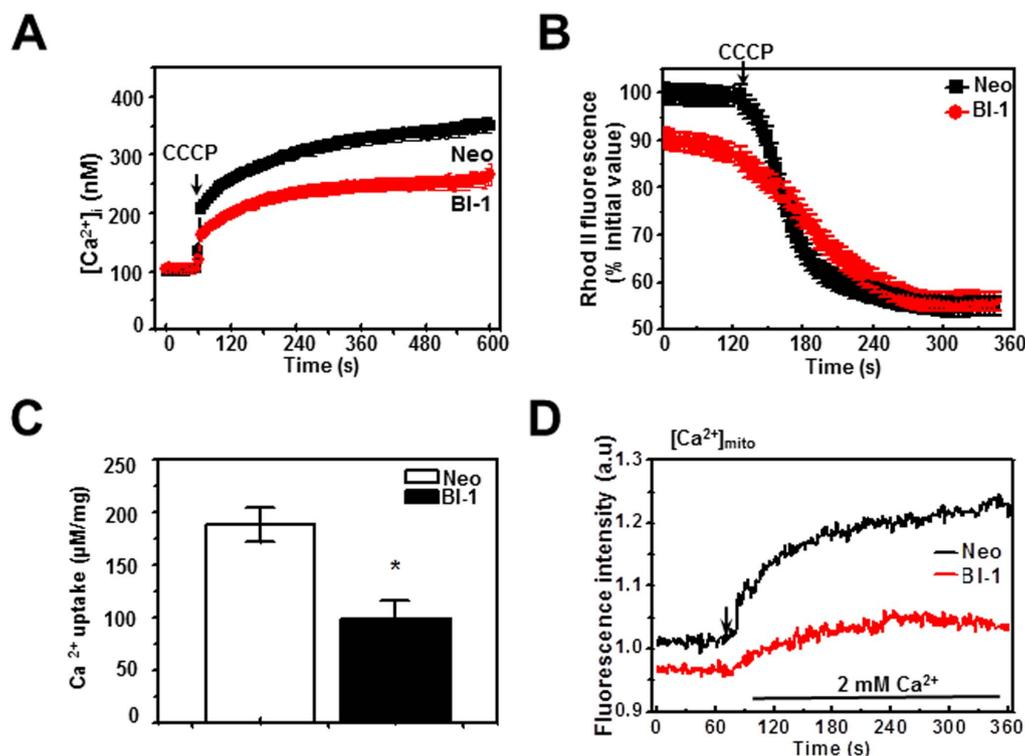 A
[Ca²⁺]ᵢ (nM)
400
300
200
100
0
CCCP
Neo
BI-1
0 120 240 360 480 600
Time (s)
B
Rhod II fluorescence
(% initial value)
100
90
80
70
60
50
CCCP
Neo
BI-1
0 120 180 240 300 360
Time (s)
C
Ca ²⁺ uptake (µM/mg)
250
200
150
100
50
0
Neo
BI-1
*
D
[Ca²⁺]mito
Fluorescence intensity (a.u)
1.3
1.2
1.1
1.0
0.9
Neo
BI-1
2 mM Ca²⁺
0 60 120 180 240 300 360
Time (s)